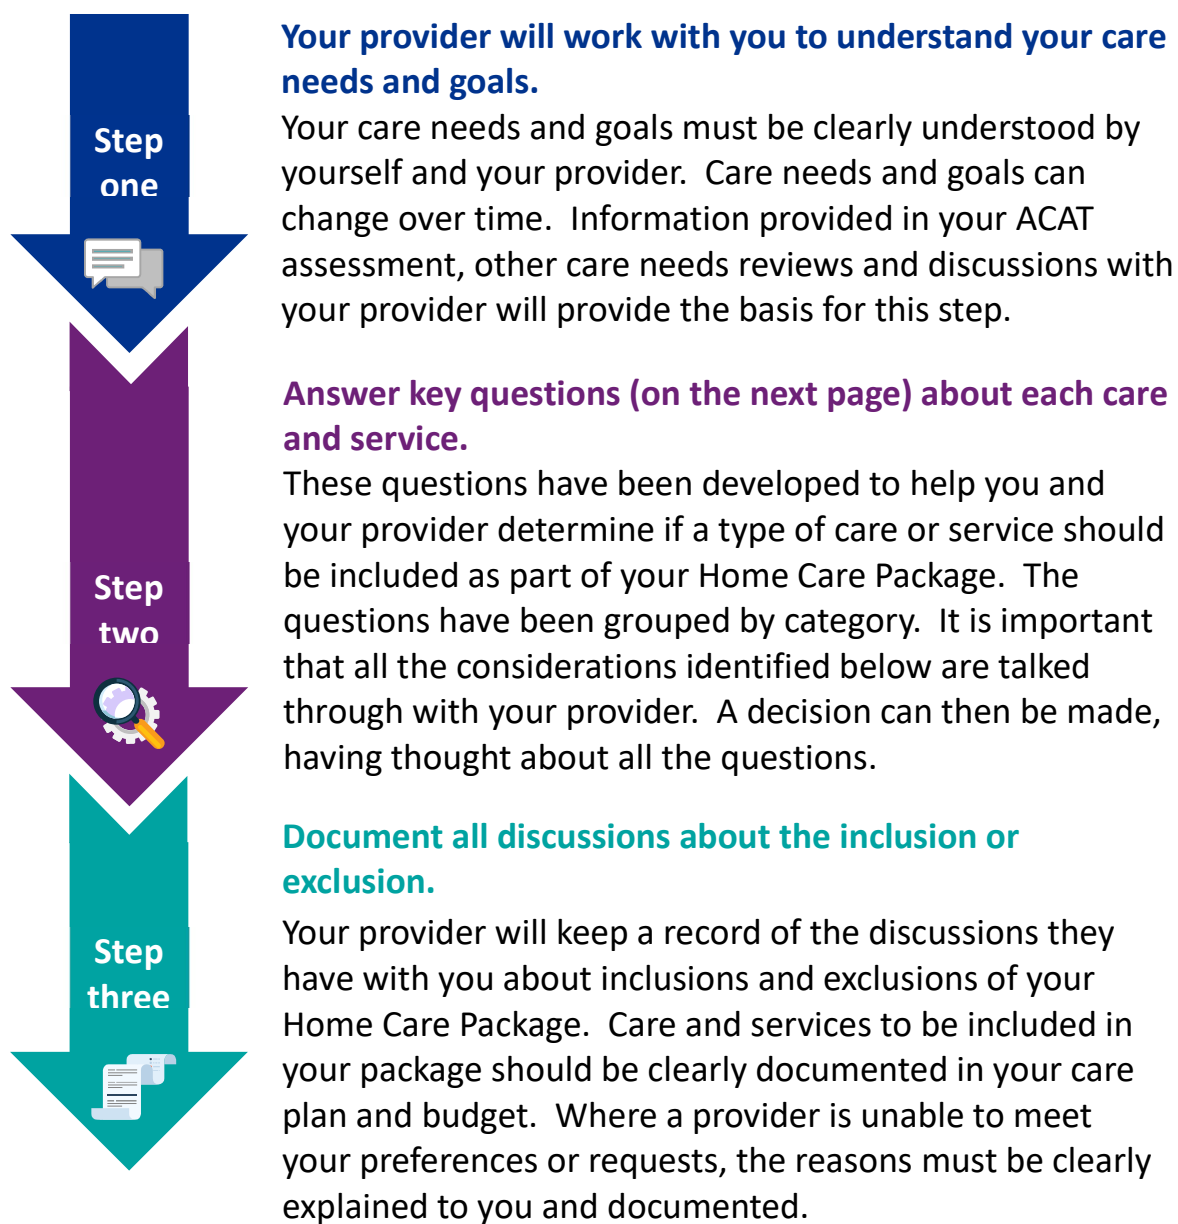 Your provider will work with you to understand your care
needs and goals.
Step
one
Your care needs and goals must be clearly understood by
yourself and your provider.  Care needs and goals can
change over time.  Information provided in your ACAT
assessment, other care needs reviews and discussions with
your provider will provide the basis for this step.
Answer key questions (on the next page) about each care
and service.
Step
two
These questions have been developed to help you and
your provider determine if a type of care or service should
be included as part of your Home Care Package.  The
questions have been grouped by category.  It is important
that all the considerations identified below are talked
through with your provider.  A decision can then be made,
having thought about all the questions.
Document all discussions about the inclusion or
exclusion.
Step
three
Your provider will keep a record of the discussions they
have with you about inclusions and exclusions of your
Home Care Package.  Care and services to be included in
your package should be clearly documented in your care
plan and budget.  Where a provider is unable to meet
your preferences or requests, the reasons must be clearly
explained to you and documented.